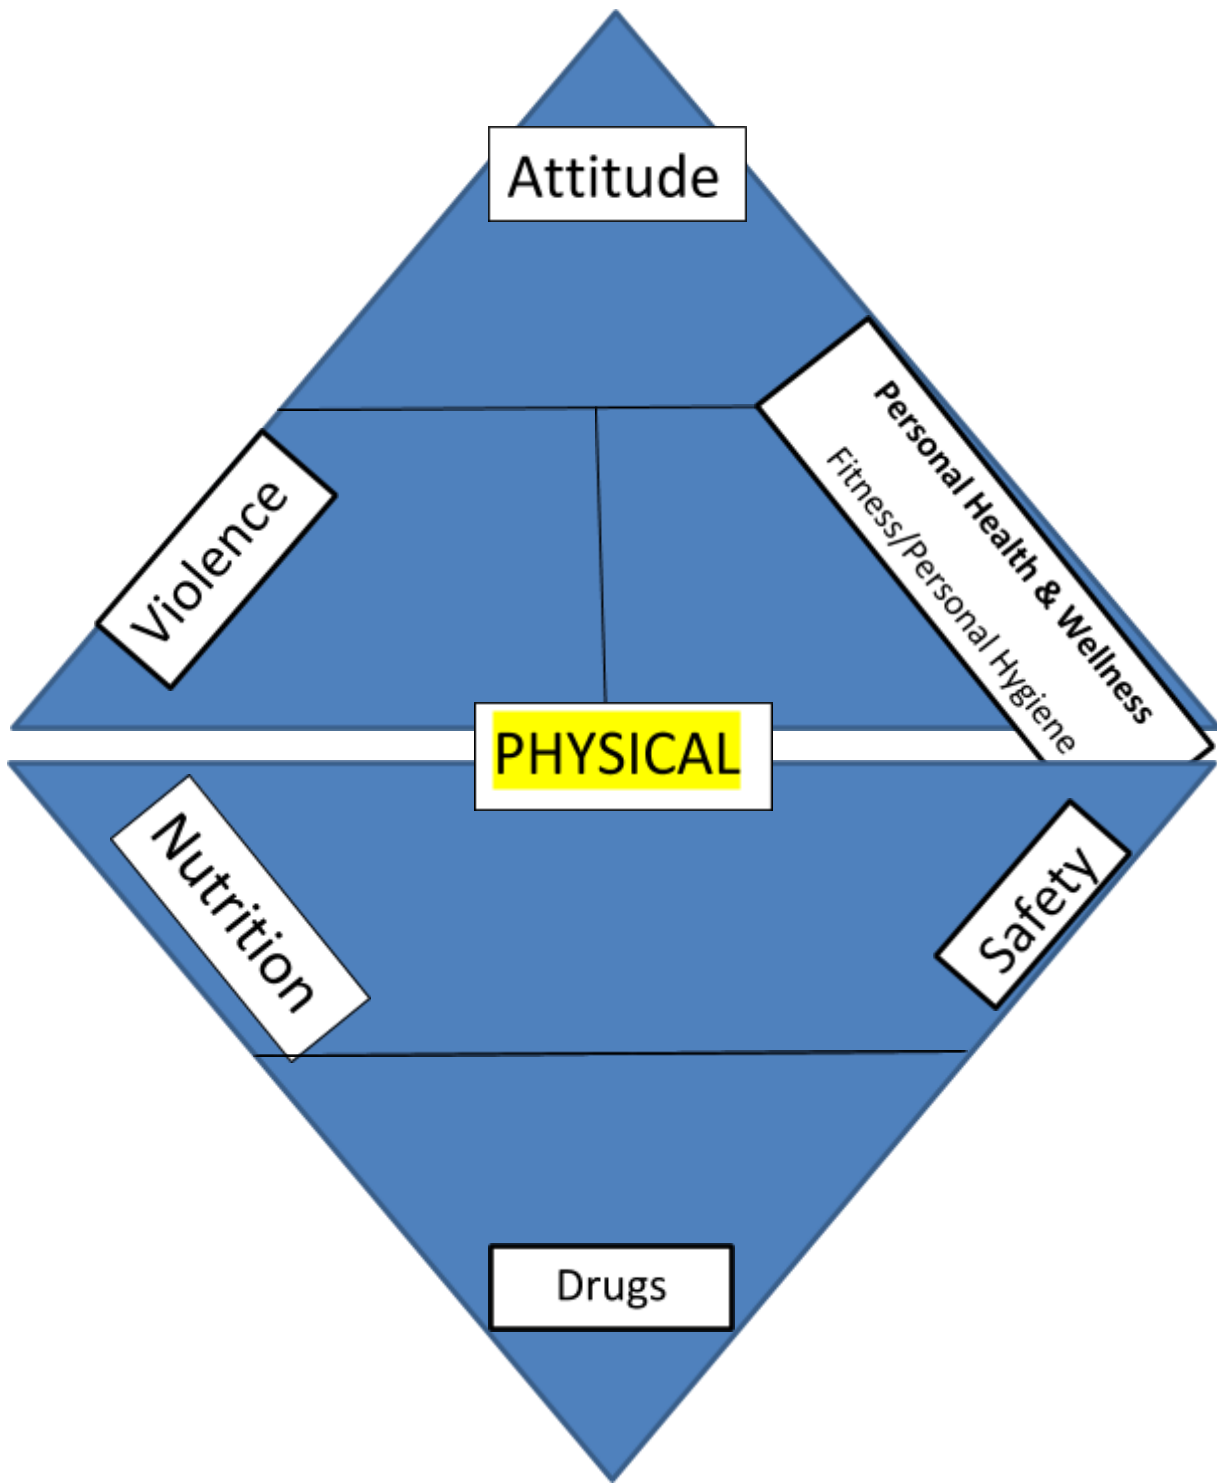 Attitude
Violence
Personal Health & Wellness
Fitness/Personal Hygiene
PHYSICAL
Nutrition
Safety
Drugs